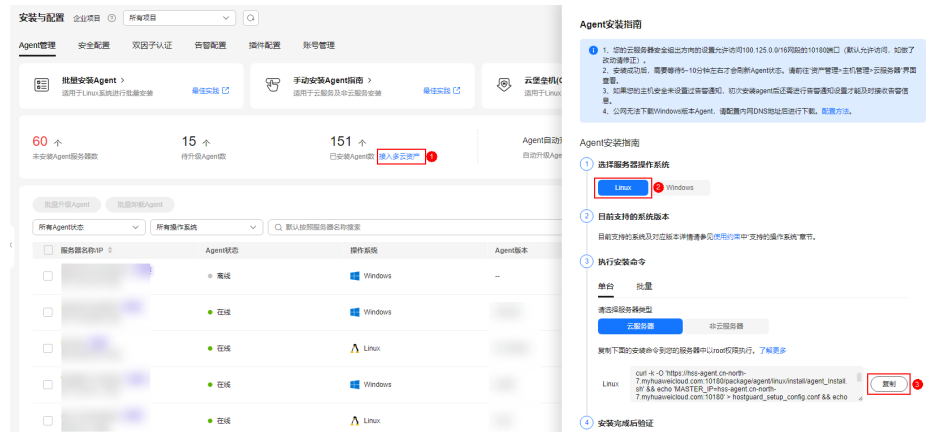 安装与配置 企业项目 ? 所有项目
Agent管理 安全配置 双因子认证 告警配置 插件配置 账号管理
批量安装Agent >
适用于Linux系统进行批量安装
最佳实践
手动安装Agent指南 >
适用于云服务及非云服务安装
最佳实践
云堡垒机(C
适用于Linux
60 个
未安装Agent服务器数
15 个
待升级Agent数
151 个
已安装Agent数 接入多云资产 1
Agent自动升
自动升级Age
批量升级Agent 批量卸载Agent
所有Agent状态 所有操作系统 默认按照服务器名称搜索
服务器名称/IP Agent状态 操作系统 Agent版本
离线 Windows --
在线 Windows
在线 Linux
在线 Windows
在线 Linux
Agent安装指南
1、您的云服务器安全组出方向的设置允许访问100.125.0.0/16网段的10180端口（默认允许访问，如做了
改动请修正）。
2、安装成功后，需要等待5~10分钟左右才会刷新Agent状态。请前往“资产管理>主机管理>云服务器”界面
查看。
3、如果您的主机安全未设置过告警通知，初次安装agent后还需进行告警通知设置才能及时接收告警信
息。
4、公网无法下载Windows版本Agent，请配置内网DNS地址后进行下载。配置方法。
Agent安装指南
1 选择服务器操作系统
Linux 2 Windows
2 目前支持的系统版本
目前支持的系统及对应版本详情请参见使用约束中“支持的操作系统”章节。
3 执行安装命令
单台 批量
请选择服务器类型
云服务器 非云服务器
复制下面的安装命令到您的服务器中以root权限执行。了解更多
Linux
curl -k -O 'https://hss-agent.cn-north-
7.myhuaweicloud.com:10180/package/agent/linux/install/agent_Install.
sh' && echo 'MASTER_IP=hss-agent.cn-north-
7.myhuaweicloud.com:10180' > hostguard_setup_config.conf && echo
复制 3
4 安装完成后验证